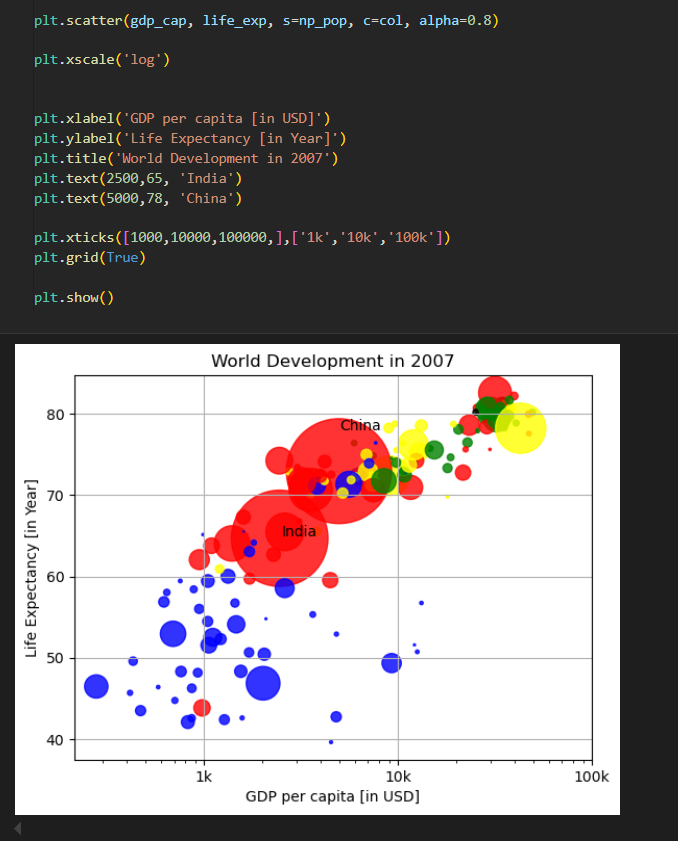 plt.scatter(gdp_cap, life_exp, s=np_pop, c=col, alpha=0.8)
plt.xscale('log')
plt.xlabel('GDP per capita [in USD]')
plt.ylabel('Life Expectancy [in Year]')
plt.title('World Development in 2007')
plt.text(2500,65, 'India')
plt.text(5000,78, 'China')
plt.xticks([1000,10000,100000,],['1k','10k','100k'])
plt.grid(True)
plt.show()
World Development in 2007
Life Expectancy [in Year]
80
70
60
50
40
China
India
1k 10k 100k
GDP per capita [in USD]